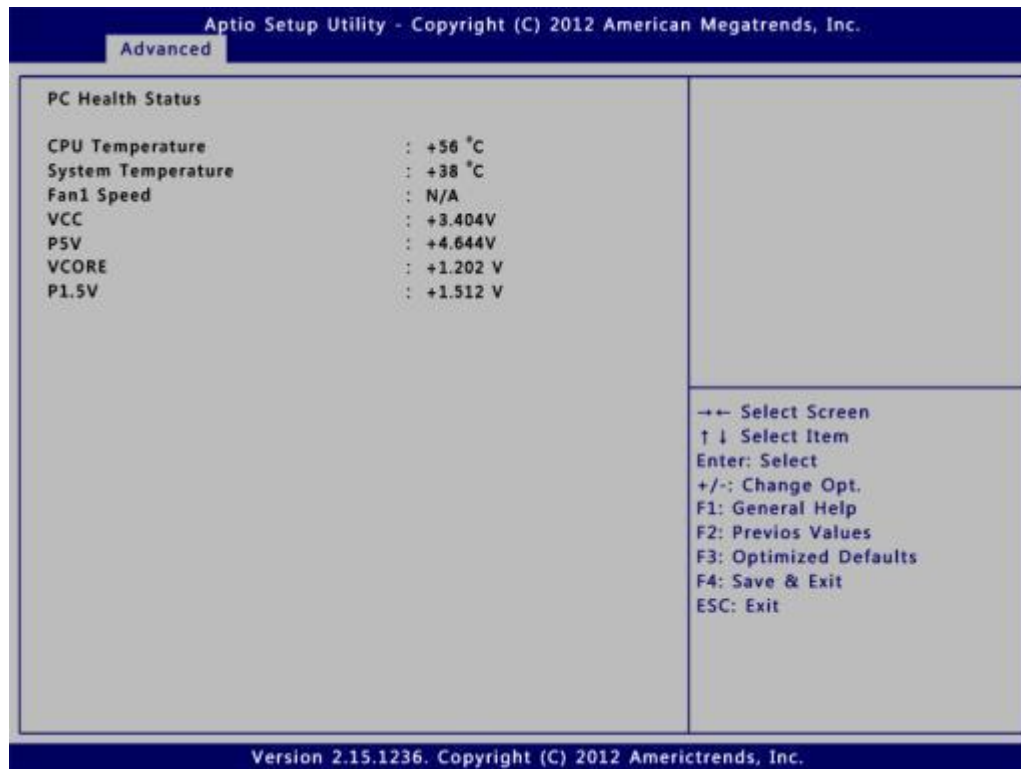 Aptio Setup Utility - Copyright (C) 2012 American Megatrends, Inc.
Advanced
PC Health Status
CPU Temperature : +56 °C
System Temperature : +38 °C
Fan1 Speed : N/A
VCC : +3.404V
P5V : +4.644V
VCORE : +1.202 V
P1.5V : +1.512 V
→← Select Screen
↑↓ Select Item
Enter: Select
+/-: Change Opt.
F1: General Help
F2: Previos Values
F3: Optimized Defaults
F4: Save & Exit
ESC: Exit
Version 2.15.1236. Copyright (C) 2012 Americtrends, Inc.